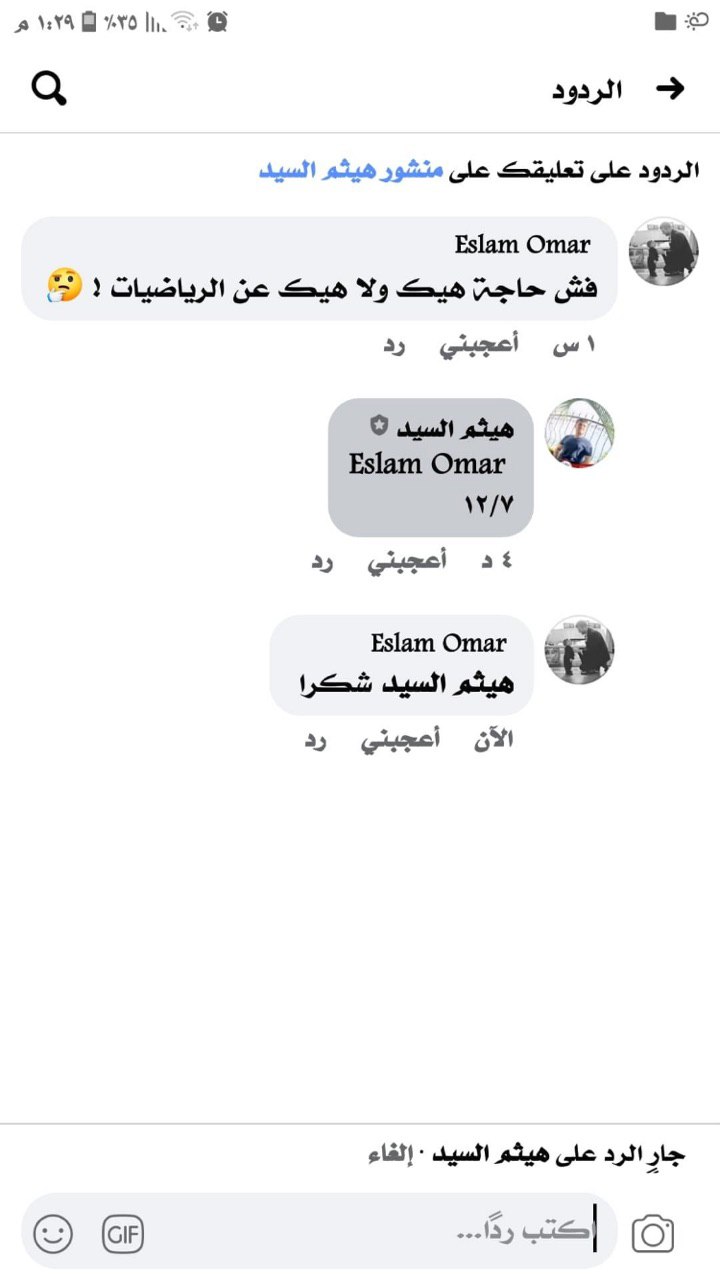 ١:٢٩ م ٪٣٥
الردود
الردود على تعليقك على منشور هيثم السيد
Eslam Omar
فش حاجة هيك ولا هيك عن الرياضيات ! 🤔
١ س أعجبني رد
هيثم السيد
Eslam Omar
١٢/٧
٤ د أعجبني رد
Eslam Omar
هيثم السيد شكرا
الآن أعجبني رد
جارٍ الرد على هيثم السيد · إلغاء
اكتب ردًا...
GIF